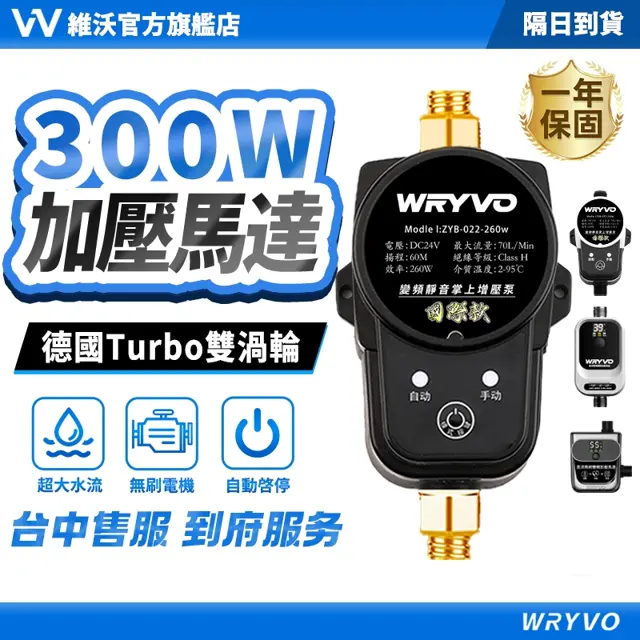 維沃官方旗艦店
隔日到貨
300W
加壓馬達
一年
保固
德國Turbo雙渦輪
WRYVO
Modle l:ZYB-022-260w
電壓:DC24V 最大流量:70L/Min
揚程:60M 絕緣等級:Class H
效率:260W 介質溫度:2-95℃
變頻靜音掌上增壓泵
國際款
自动 手动
超大水流
無刷電機
自動啓停
台中售服 到府服务
WRYVO
39
WRYVO
55
WRYVO